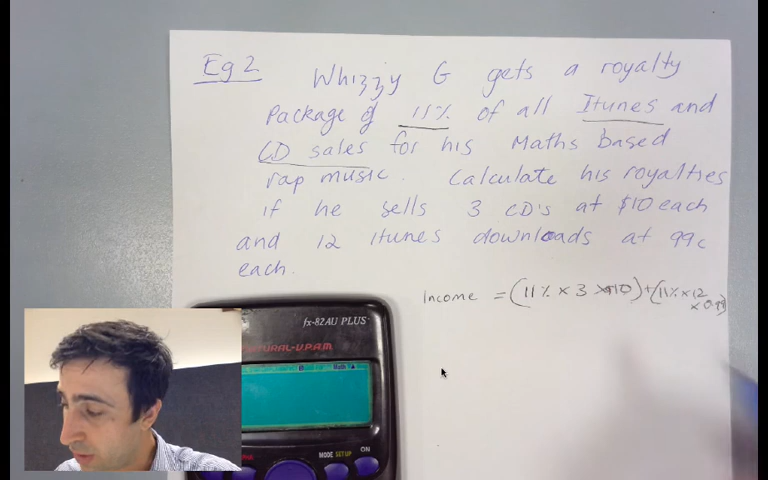 Eg 2 Whizzy G gets a royalty
Package of 11% of all Itunes and
CD sales for his Maths based
rap music. Calculate his royalties
if he sells 3 CD's at $10 each
and 12 Itunes downloads at 99c
each.
Income = (11% × 3 × 10) + (11% × 12
× 0.99)
fx-82AU PLUS
NATURAL-V.P.A.M.
Math
MODE SETUP ON